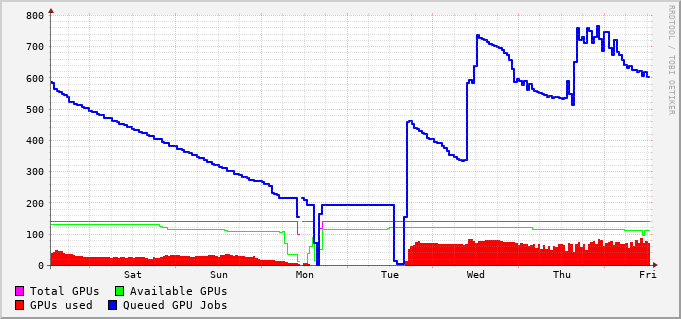 800
700
600
500
400
300
200
100
0
Sat Sun Mon Tue Wed Thu Fri
Total GPUs Available GPUs
GPUs used Queued GPU Jobs
RRDTOOL / TOBI OETIKER